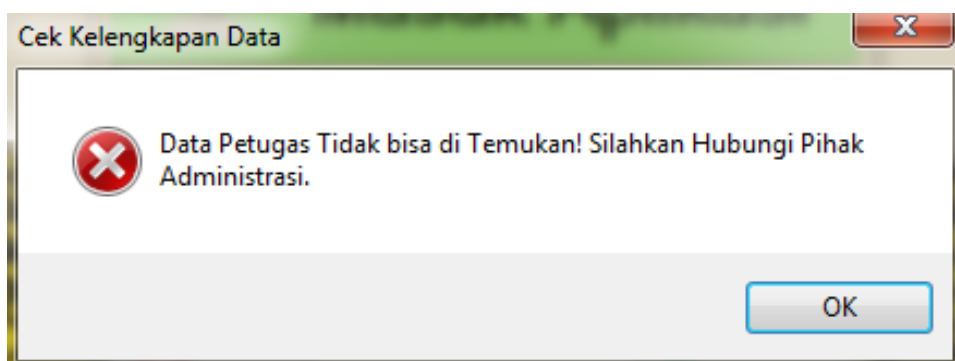 Cek Kelengkapan Data
Data Petugas Tidak bisa di Temukan! Silahkan Hubungi Pihak
Administrasi.
OK